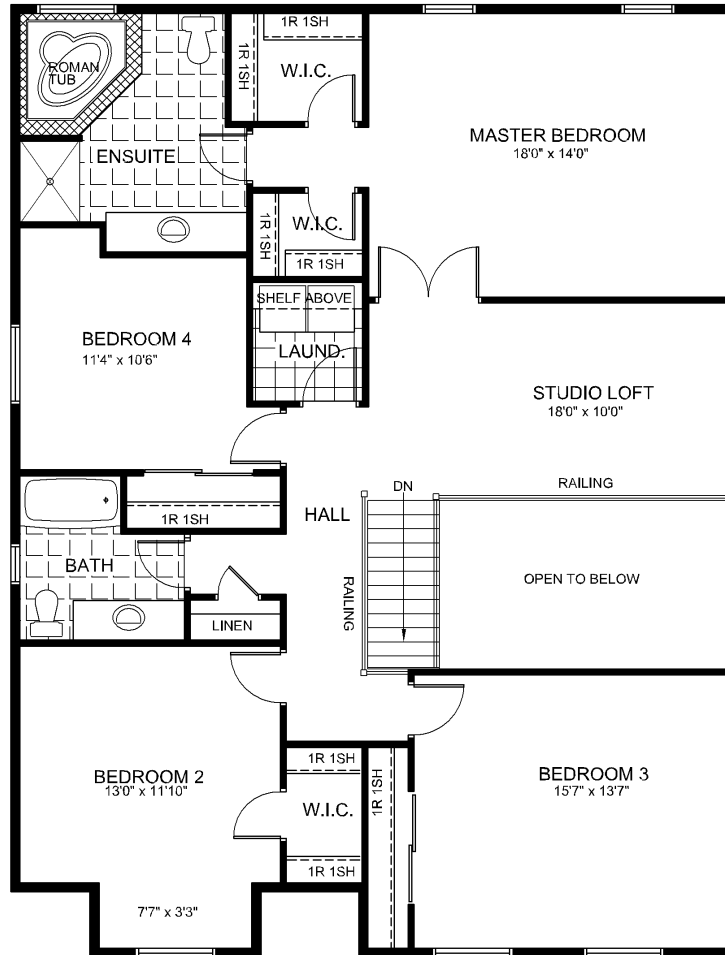 1R 1SH
1R 1SH
W.I.C.
ROMAN
TUB
ENSUITE
MASTER BEDROOM
18'0" x 14'0"
W.I.C.
1R 1SH
1R 1SH
SHELF ABOVE
LAUND.
BEDROOM 4
11'4" x 10'6"
STUDIO LOFT
18'0" x 10'0"
RAILING
DN
1R 1SH
HALL
BATH
RAILING
OPEN TO BELOW
LINEN
BEDROOM 2
13'0" x 11'10"
1R 1SH
W.I.C.
1R 1SH
1R 1SH
BEDROOM 3
15'7" x 13'7"
7'7" x 3'3"